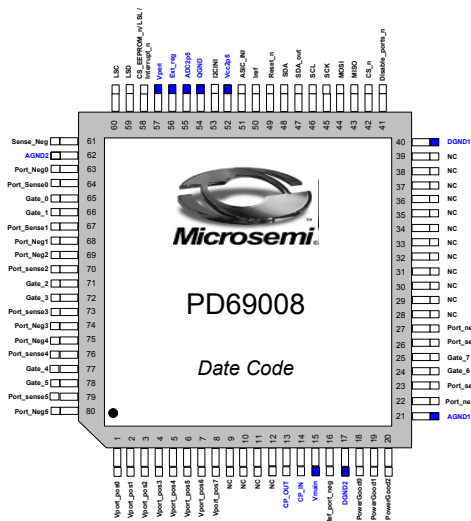 LSC
LSD
CS_EEPROM_n/LSL/
Interrupt_n
Vperi
Ext_reg
ADC2p5
QGND
I2CINI
Vcc2p5
ASIC_INI
Iref
Reset_n
SDA
SDA_out
SCL
SCK
MOSI
MISO
CS_n
Disable_ports_n
60 59 58 57 56 55 54 53 52 51 50 49 48 47 46 45 44 43 42 41
Sense_Neg 61
AGND2 62
Port_Neg0 63
Port_Sense0 64
Gate_0 65
Gate_1 66
Port_Sense1 67
Port_Neg1 68
Port_Neg2 69
Port_sense2 70
Gate_2 71
Gate_3 72
Port_sense3 73
Port_Neg3 74
Port_Neg4 75
Port_sense4 76
Gate_4 77
Gate_5 78
Port_sense5 79
Port_Neg5 80
Microsemi
PD69008
Date Code
40 DGND1
39 NC
38 NC
37 NC
36 NC
35 NC
34 NC
33 NC
32 NC
31 NC
30 NC
29 NC
28 NC
27 Port_ne
26 Port_se
25 Gate_7
24 Gate_6
23 Port_se
22 Port_ne
21 AGND1
1 2 3 4 5 6 7 8 9 10 11 12 13 14 15 16 17 18 19 20
Vport_pos0
Vport_pos1
Vport_pos2
Vport_pos3
Vport_pos4
Vport_pos5
Vport_pos6
Vport_pos7
NC
NC
NC
NC
CP_OUT
CP_IN
Vmain
DGND2
PowerGood0
PowerGood1
PowerGood2